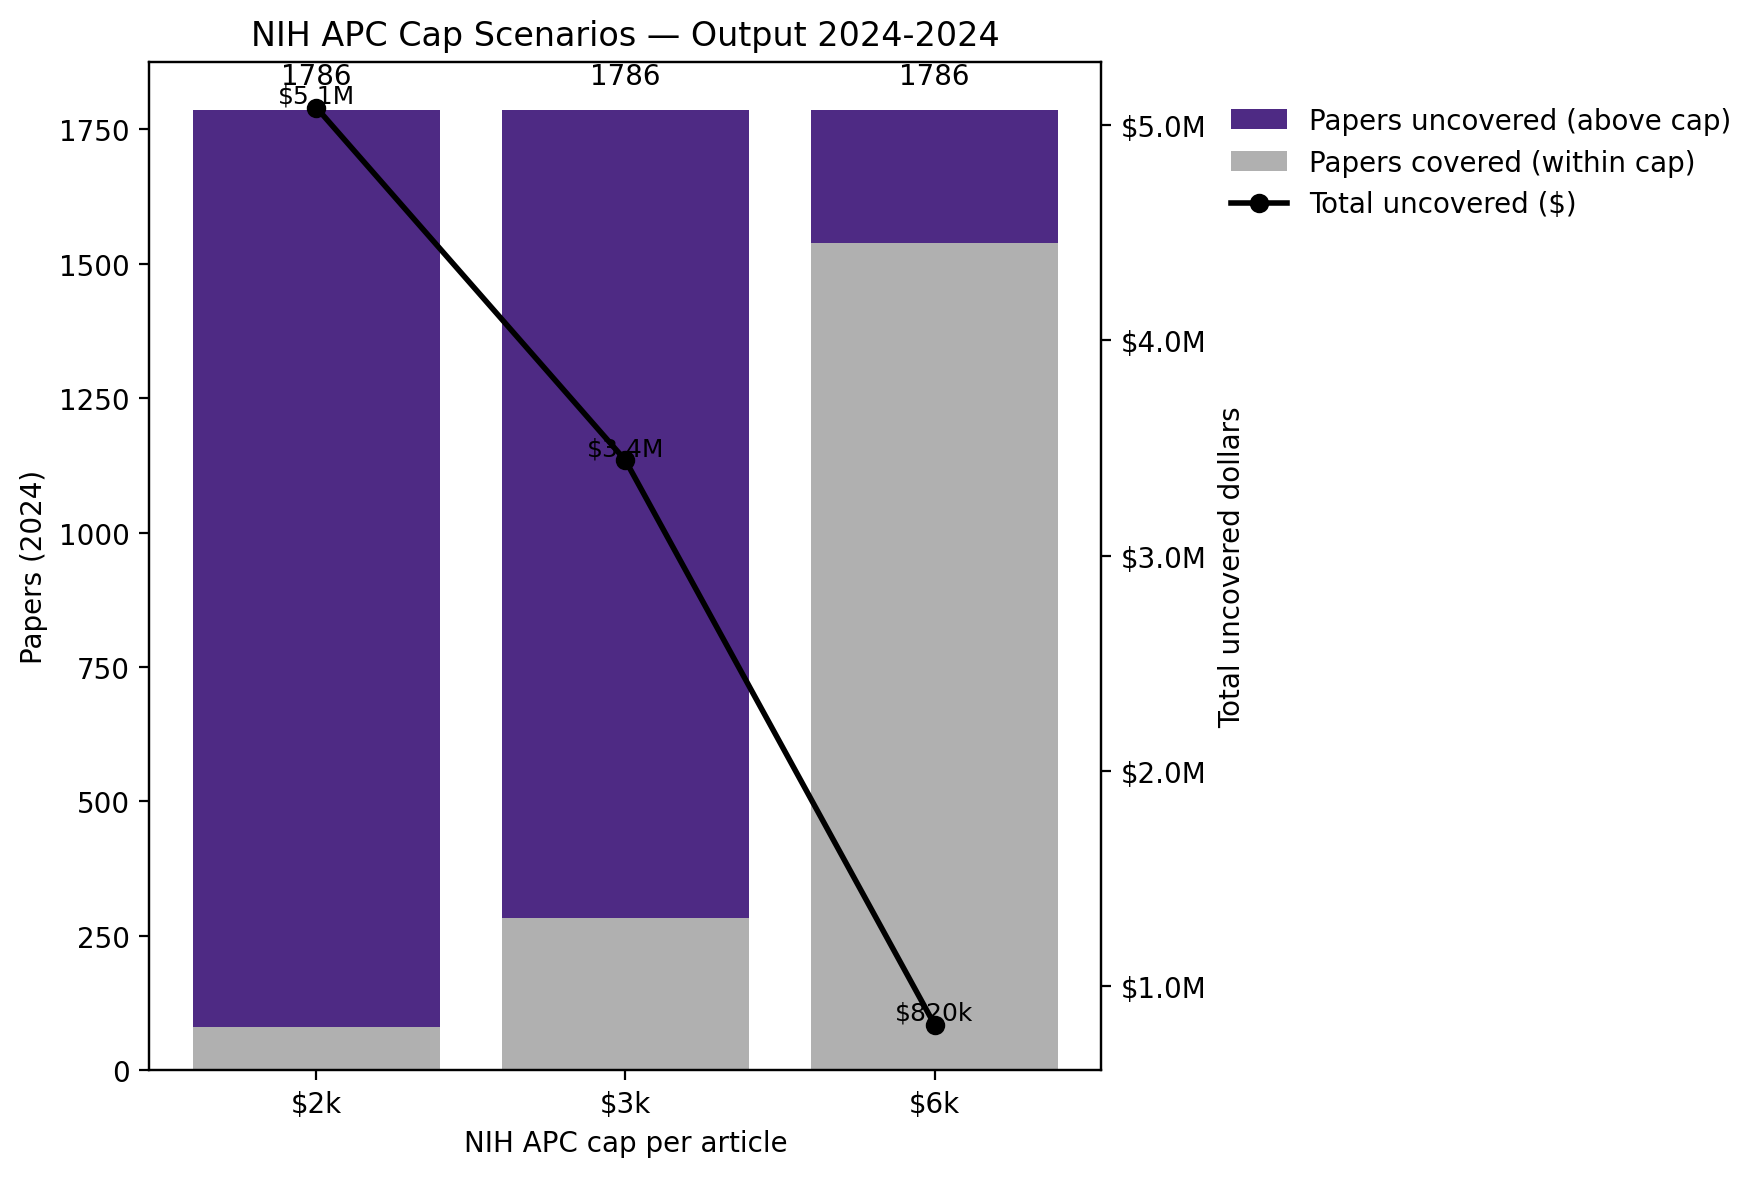 NIH APC Cap Scenarios — Output 2024-2024
1786
1786
1786
$5.1M
$3.4M
$820k
Papers (2024)
1750
1500
1250
1000
750
500
250
0
$2k
$3k
$6k
NIH APC cap per article
$5.0M
$4.0M
$3.0M
$2.0M
$1.0M
Total uncovered dollars
Papers uncovered (above cap)
Papers covered (within cap)
Total uncovered ($)